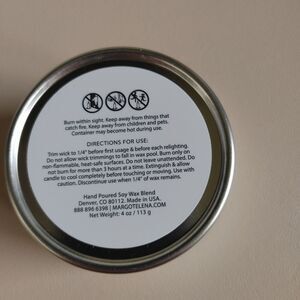 Burn within sight. Keep away from things that
catch fire. Keep away from children and pets.
Container may become hot during use.
DIRECTIONS FOR USE:
Trim wick to 1/4" before first usage & before each relighting.
Do not allow wick trimmings to fall in wax pool. Burn only on
non-flammable, heat-safe surfaces. Do not leave unattended. Do
not burn for more than 3 hours at a time. Extinguish & allow
candle to cool completely before touching or moving. Use with
caution. Discontinue use when 1/4" of wax remains.
Hand Poured Soy Wax Blend
Denver, CO 80112. Made in USA.
888 896 6398 | MARGOTELENA.COM
Net Weight: 4 oz / 113 g